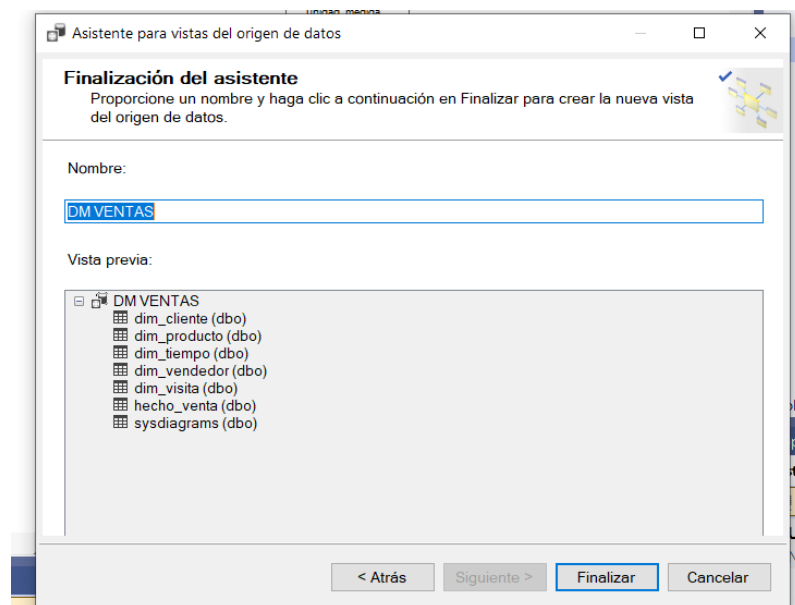 unidad_medida
Asistente para vistas del origen de datos
Finalización del asistente
Proporcione un nombre y haga clic a continuación en Finalizar para crear la nueva vista
del origen de datos.
Nombre:
DM VENTAS
Vista previa:
DM VENTAS
dim_cliente (dbo)
dim_producto (dbo)
dim_tiempo (dbo)
dim_vendedor (dbo)
dim_visita (dbo)
hecho_venta (dbo)
sysdiagrams (dbo)
< Atrás Siguiente > Finalizar Cancelar